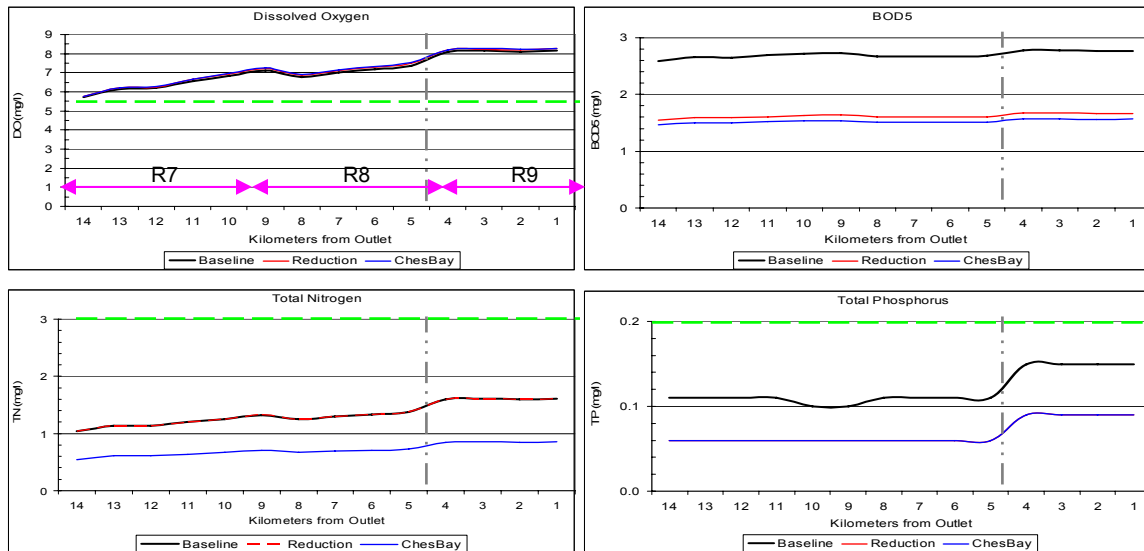 Dissolved Oxygen
9
8
7
6
5
4
3
2
1
0
DO(mg/l)
R7 R8 R9
14 13 12 11 10 9 8 7 6 5 4 3 2 1
Kilometers from Outlet
Baseline Reduction ChesBay
BOD5
3
2
1
0
BOD5 (mg/l)
14 13 12 11 10 9 8 7 6 5 4 3 2 1
Kilometers from Outlet
Baseline Reduction ChesBay
Total Nitrogen
3
2
1
0
TN(mg/l)
14 13 12 11 10 9 8 7 6 5 4 3 2 1
Kilometers from Outlet
Baseline Reduction ChesBay
Total Phosphorus
0.2
0.1
0.0
TP(mg/l)
14 13 12 11 10 9 8 7 6 5 4 3 2 1
Kilometers from Outlet
Baseline Reduction ChesBay